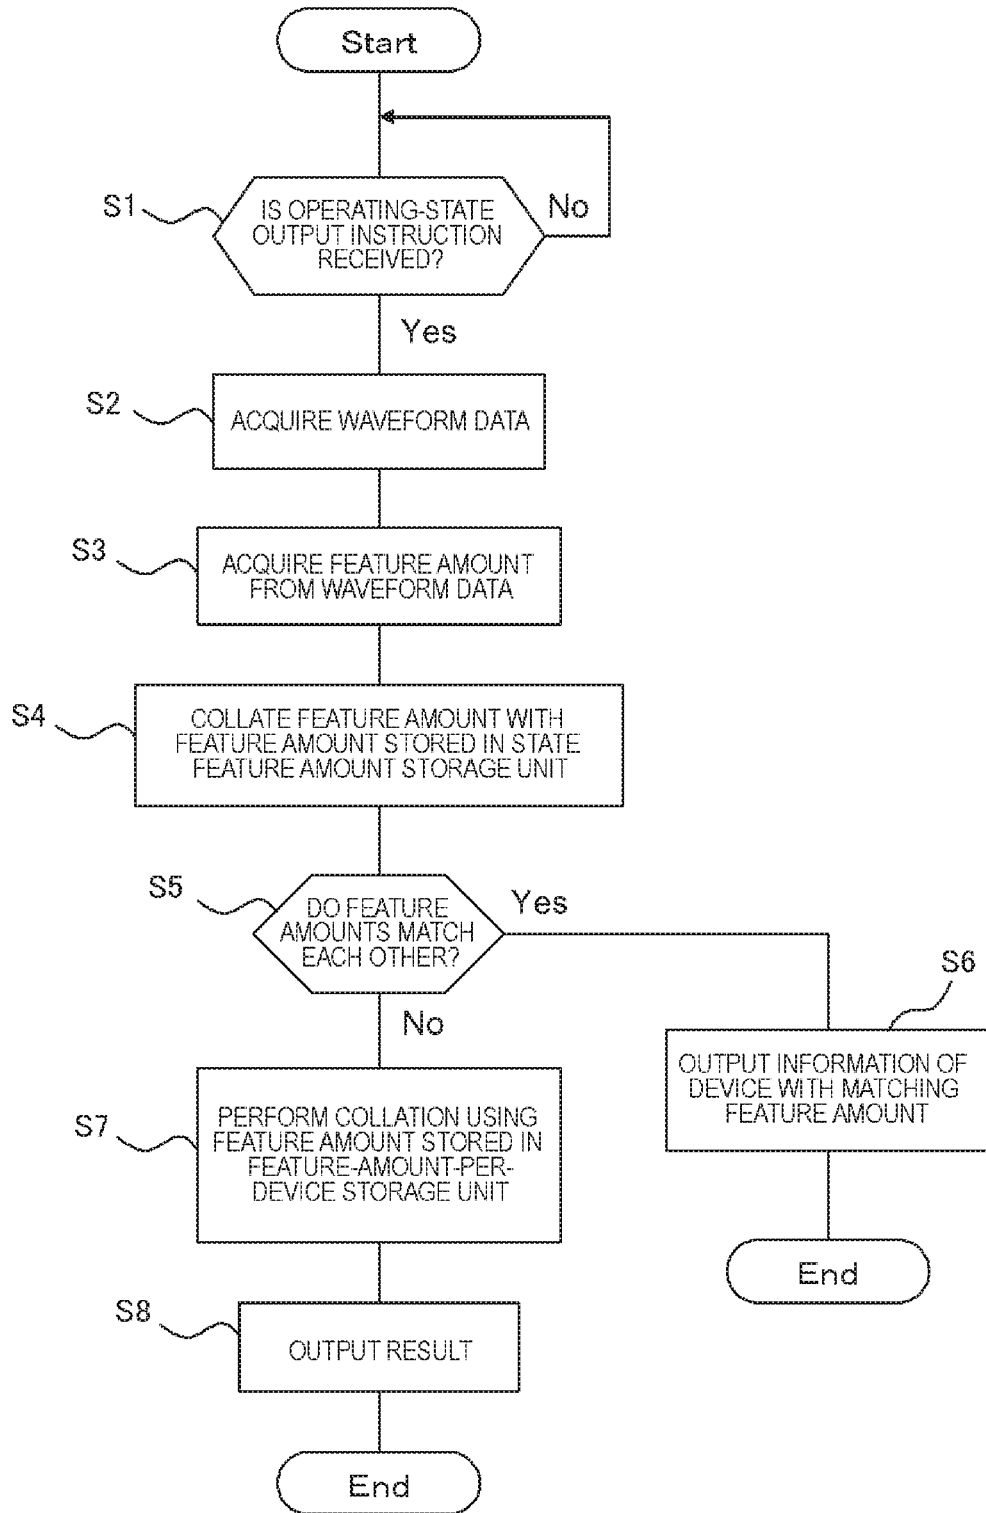 Start
S1
IS OPERATING-STATE
OUTPUT INSTRUCTION
RECEIVED?
No
Yes
S2
ACQUIRE WAVEFORM DATA
S3
ACQUIRE FEATURE AMOUNT
FROM WAVEFORM DATA
S4
COLLATE FEATURE AMOUNT WITH
FEATURE AMOUNT STORED IN STATE
FEATURE AMOUNT STORAGE UNIT
S5
DO FEATURE
AMOUNTS MATCH
EACH OTHER?
Yes
No
S6
OUTPUT INFORMATION OF
DEVICE WITH MATCHING
FEATURE AMOUNT
End
S7
PERFORM COLLATION USING
FEATURE AMOUNT STORED IN
FEATURE-AMOUNT-PER-
DEVICE STORAGE UNIT
S8
OUTPUT RESULT
End